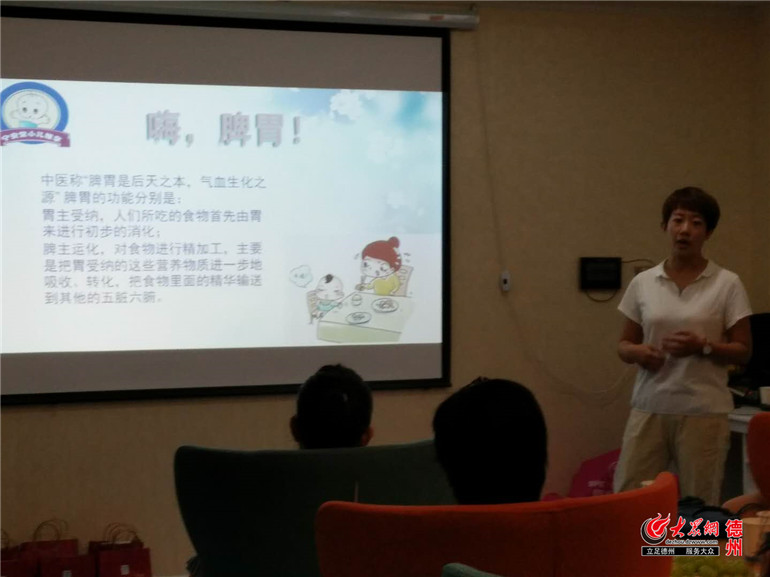 嗨，脾胃！
中医称“脾胃是后天之本，气血生化之
源”脾胃的功能分别是：
胃主受纳，人们所吃的食物首先由胃
来进行初步的消化；
脾主运化，对食物进行精加工，主要
是把胃受纳的这些营养物质进一步地
吸收、转化，把食物里面的精华输送
到其他的五脏六腑。
大众网 德州
dezhou.dzwww.com
立足德州 服务大众